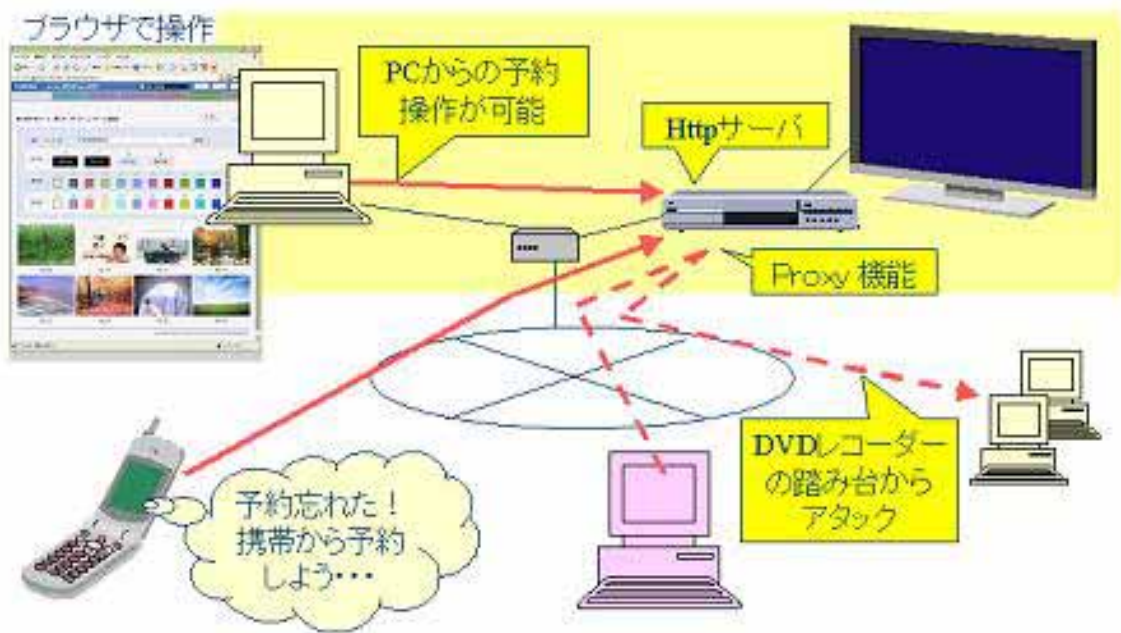 ブラウザで操作
PCからの予約
操作が可能
Httpサーバ
Proxy 機能
DVDレコーダー
の踏み台から
アタック
予約忘れた！
携帯から予約
しよう・・・